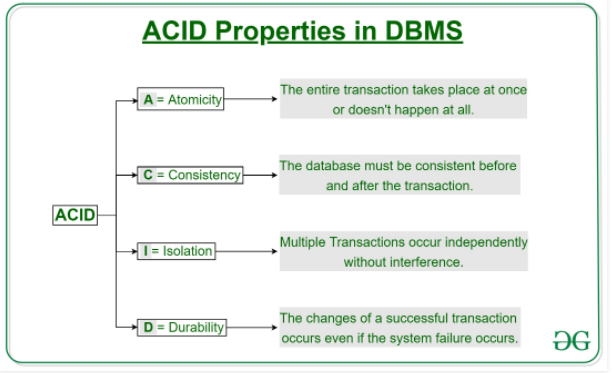 ACID Properties in DBMS
A = Atomicity
The entire transaction takes place at once
or doesn't happen at all.
C = Consistency
The database must be consistent before
and after the transaction.
ACID
I = Isolation
Multiple Transactions occur independently
without interference.
D = Durability
The changes of a successful transaction
occurs even if the system failure occurs.